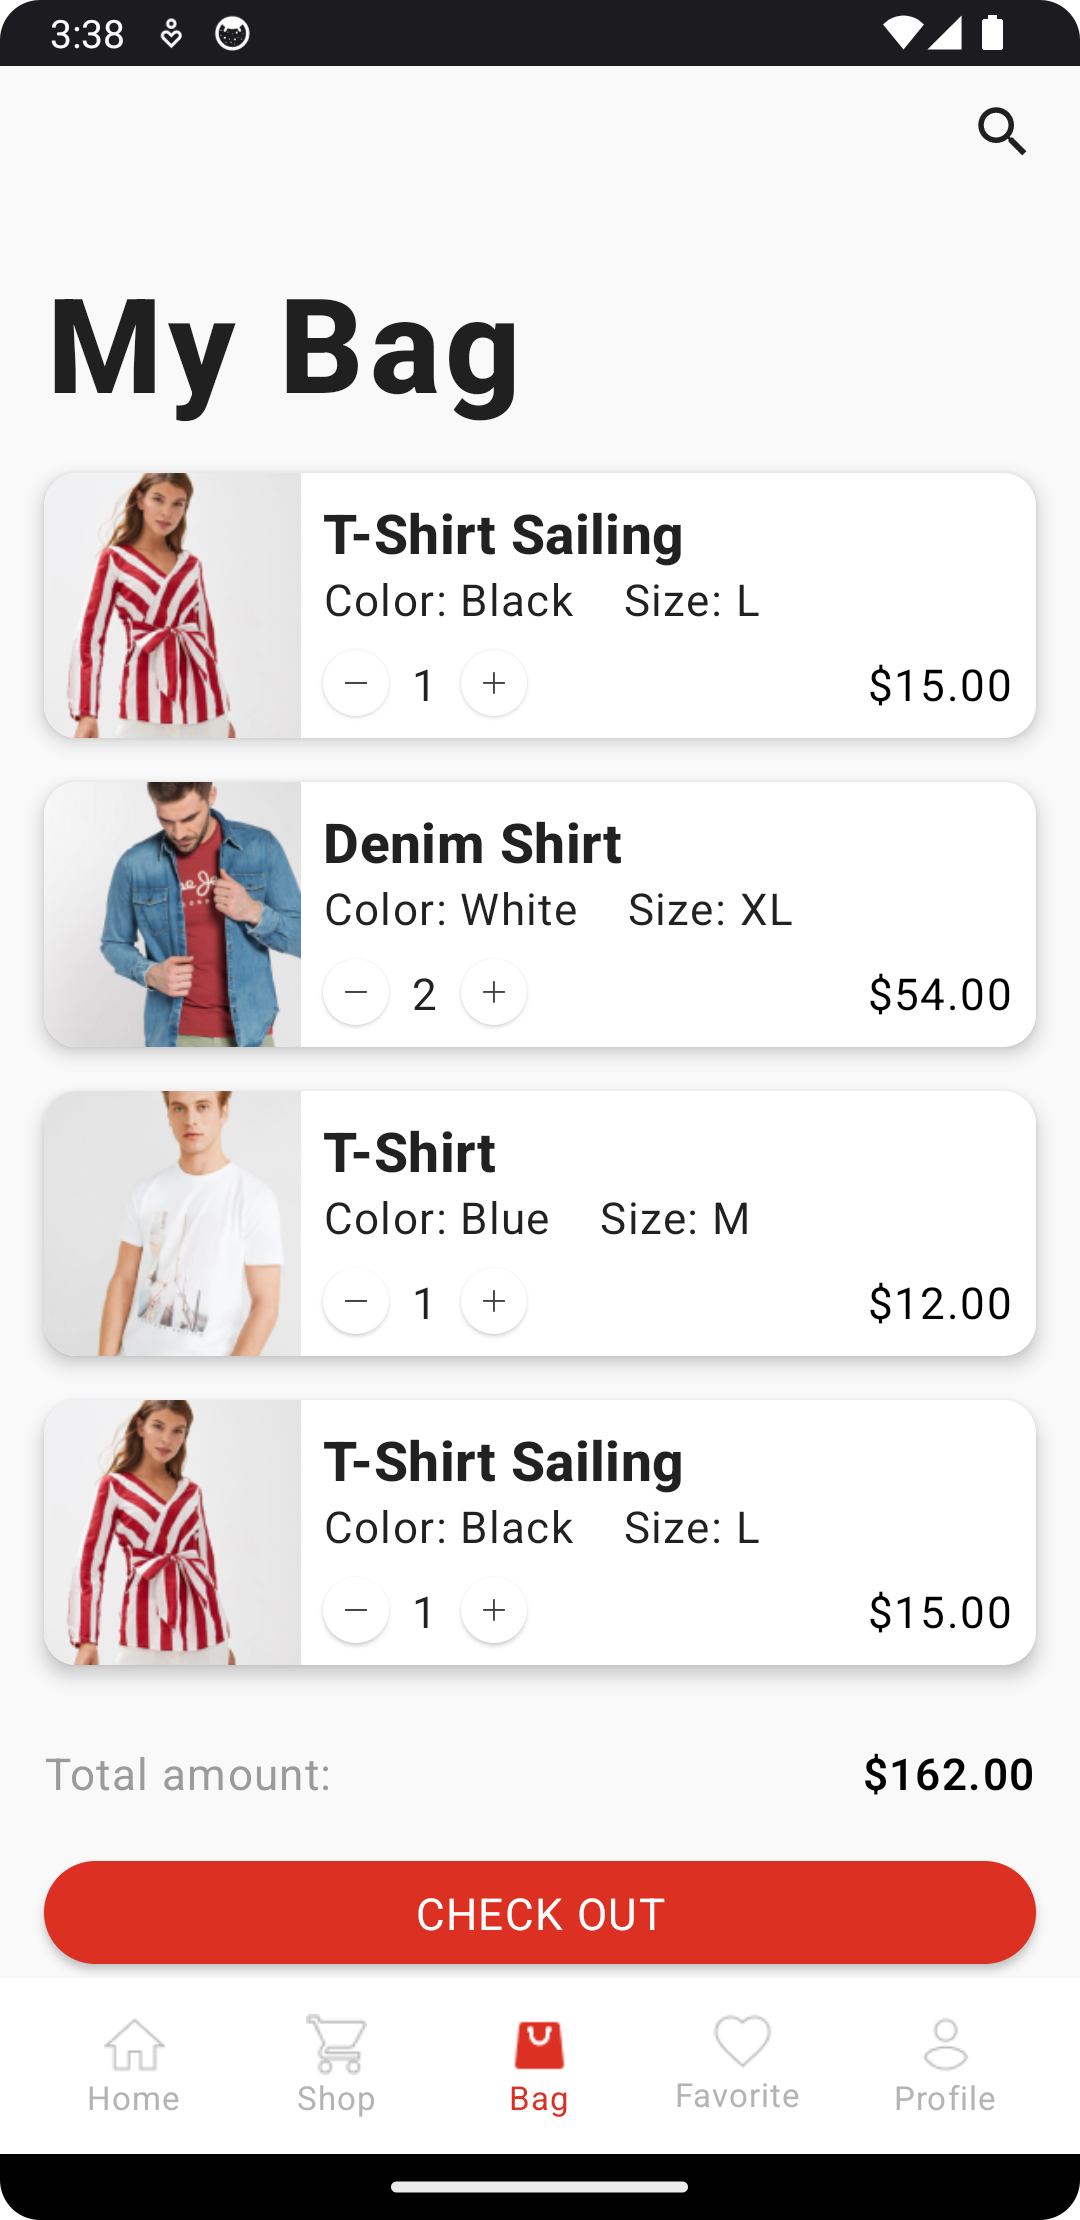 3:38
My Bag
T-Shirt Sailing
Color: Black Size: L
1 $15.00
Denim Shirt
Color: White Size: XL
2 $54.00
T-Shirt
Color: Blue Size: M
1 $12.00
T-Shirt Sailing
Color: Black Size: L
1 $15.00
Total amount: $162.00
CHECK OUT
Home Shop Bag Favorite Profile